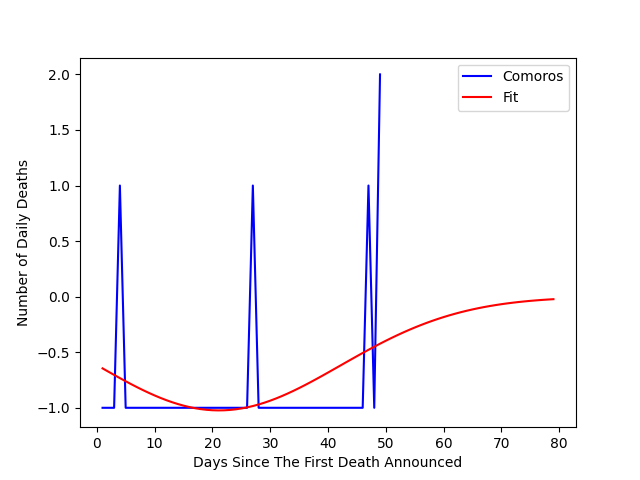 Comoros
Fit
2.0
1.5
1.0
0.5
0.0
−0.5
−1.0
Number of Daily Deaths
0 10 20 30 40 50 60 70 80
Days Since The First Death Announced